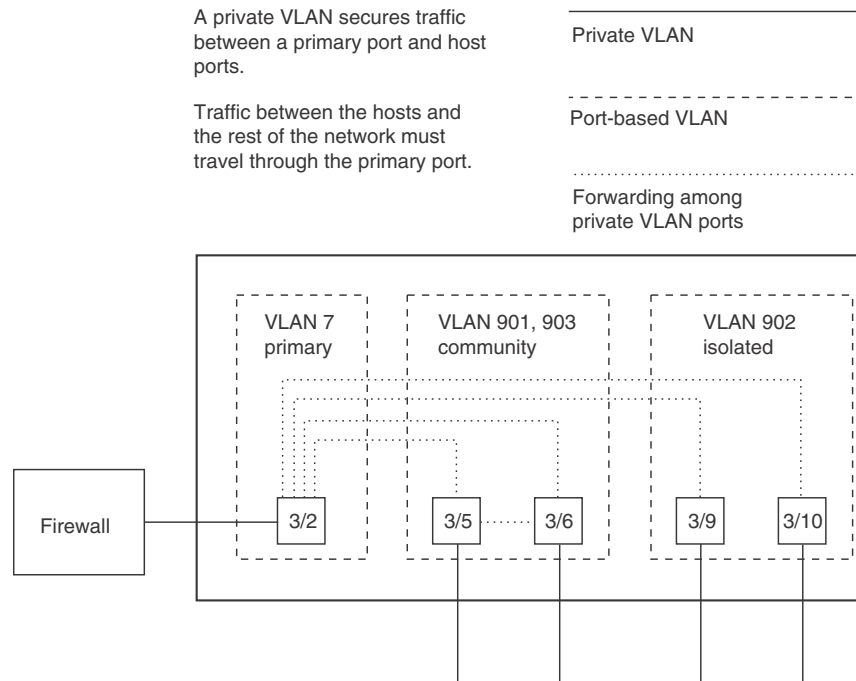 A private VLAN secures traffic
between a primary port and host
ports.
Traffic between the hosts and
the rest of the network must
travel through the primary port.
Private VLAN
Port-based VLAN
Forwarding among
private VLAN ports
VLAN 7
primary
VLAN 901, 903
community
VLAN 902
isolated
Firewall
3/2
3/5
3/6
3/9
3/10